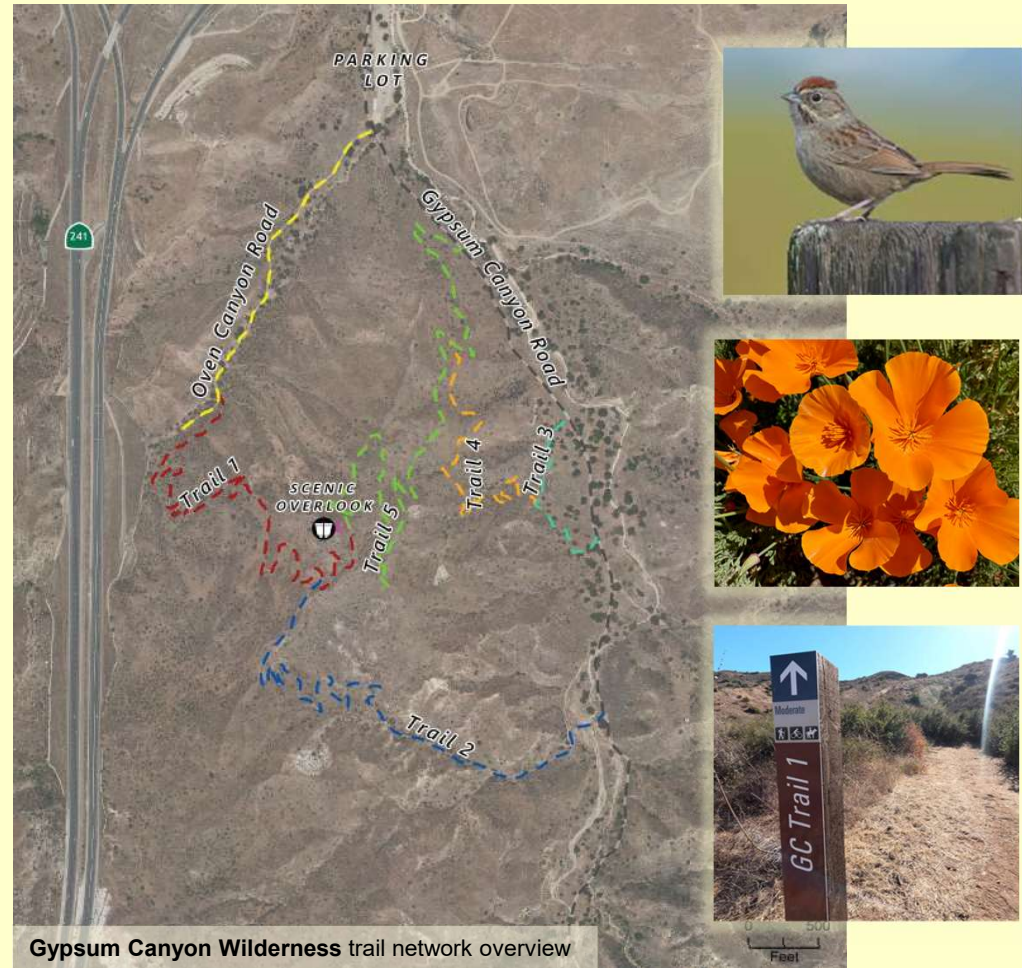 PARKING
LOT
241
Oven Canyon Road
Gypsum Canyon Road
Trail 1
SCENIC
OVERLOOK
Trail 5
Trail 4
Trail 3
Trail 2
Moderate
GC Trail 1
0 500
Feet
Gypsum Canyon Wilderness trail network overview